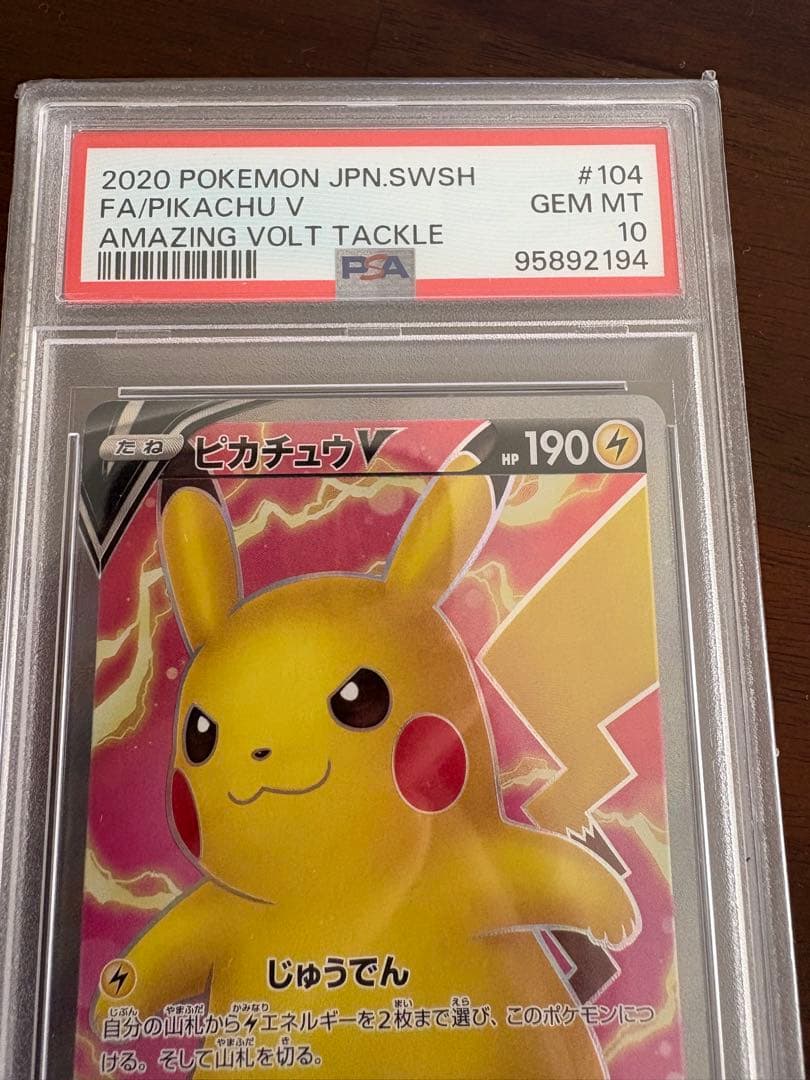 2020 POKEMON JPN.SWSH #104
FA/PIKACHU V GEM MT
AMAZING VOLT TACKLE 10
PSA 95892194
たね ピカチュウV HP 190
じゅうでん
自分の山札からエネルギーを2枚まで選び、このポケモンにつ
ける。そして山札を切る。